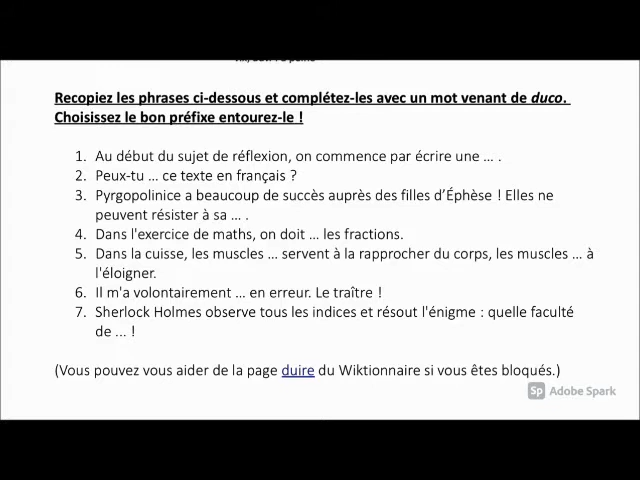 Recopiez les phrases ci-dessous et complétez-les avec un mot venant de duco.
Choisissez le bon préfixe entourez-le !
1. Au début du sujet de réflexion, on commence par écrire une ... .
2. Peux-tu ... ce texte en français ?
3. Pyrgopolinice a beaucoup de succès auprès des filles d'Éphèse ! Elles ne
peuvent résister à sa ... .
4. Dans l'exercice de maths, on doit ... les fractions.
5. Dans la cuisse, les muscles ... servent à la rapprocher du corps, les muscles ... à
l'éloigner.
6. Il m'a volontairement ... en erreur. Le traître !
7. Sherlock Holmes observe tous les indices et résout l'énigme : quelle faculté
de ... !
(Vous pouvez vous aider de la page duire du Wiktionnaire si vous êtes bloqués.)
Sp Adobe Spark